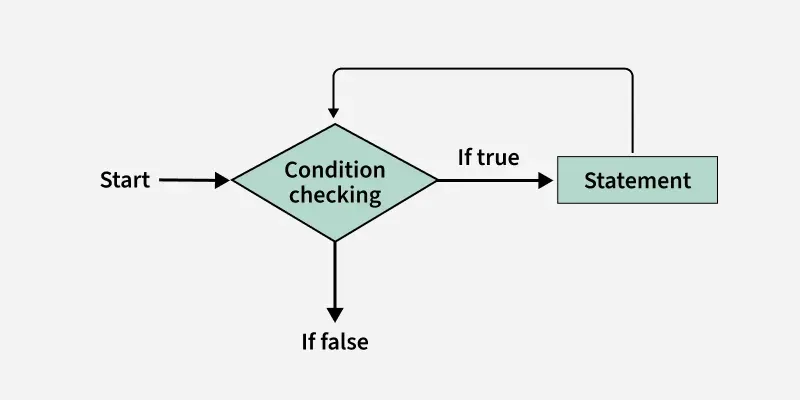 Start
Condition
checking
If true
Statement
If false